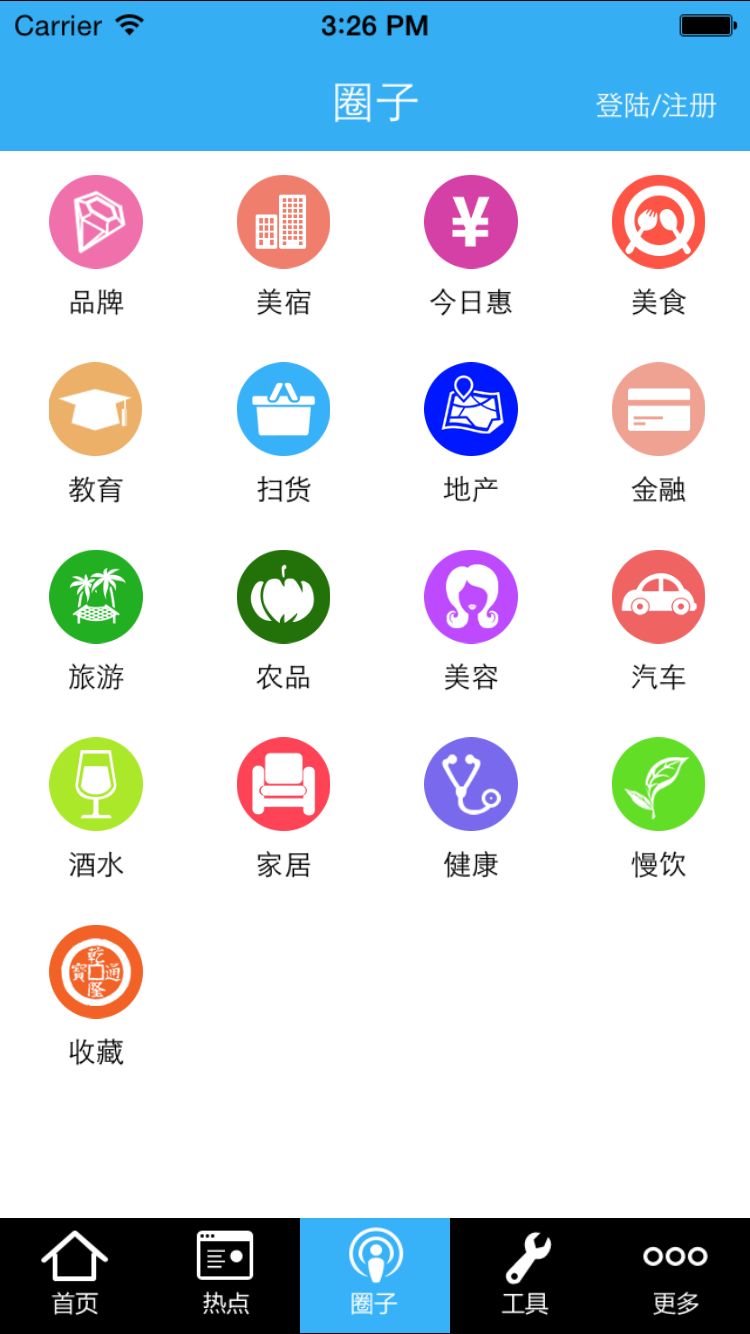 Carrier 3:26 PM
圈子 登陆/注册
品牌 美宿 今日惠 美食
教育 扫货 地产 金融
旅游 农品 美容 汽车
酒水 家居 健康 慢饮
乾
寶 通
隆
收藏
首页 热点 圈子 工具 更多